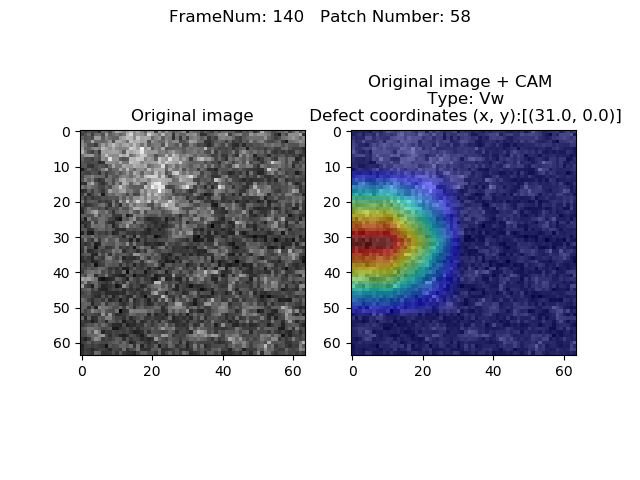 FrameNum: 140   Patch Number: 58
Original image
0
10
20
30
40
50
60
0 20 40 60
Original image + CAM
Type: Vw
Defect coordinates (x, y):[(31.0, 0.0)]
0
10
20
30
40
50
60
0 20 40 60